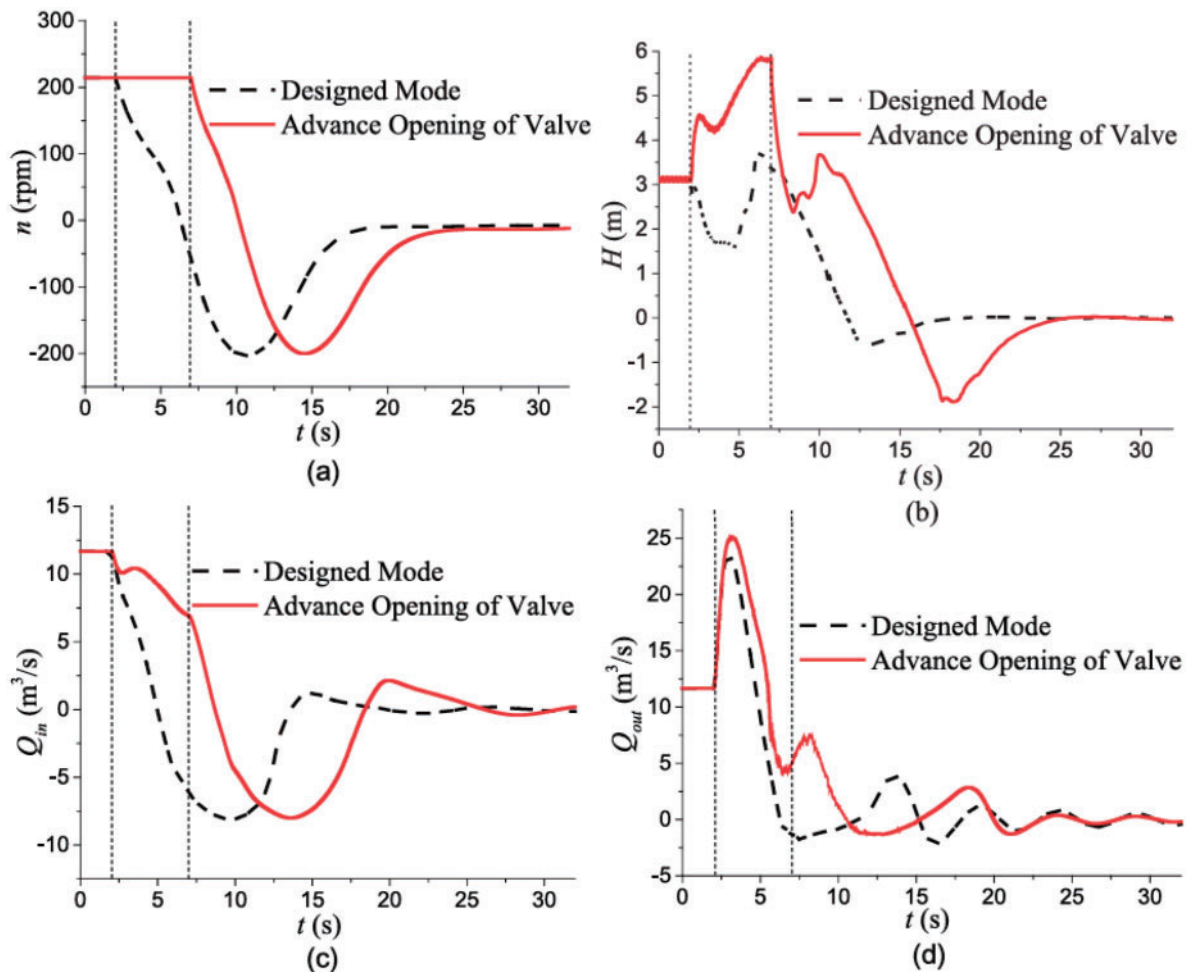 300
200
100
0
-100
-200
n (rpm)
Designed Mode
Advance Opening of Valve
0 5 10 15 20 25 30
t (s)
(a)
6
5
4
3
2
1
0
-1
-2
H (m)
Designed Mode
Advance Opening of Valve
0 5 10 15 20 25 30
t (s)
(b)
15
10
5
0
-5
-10
Qin (m³/s)
Designed Mode
Advance Opening of Valve
0 5 10 15 20 25 30
t (s)
(c)
25
20
15
10
5
0
-5
Qout (m³/s)
Designed Mode
Advance Opening of Valve
0 5 10 15 20 25 30
t (s)
(d)